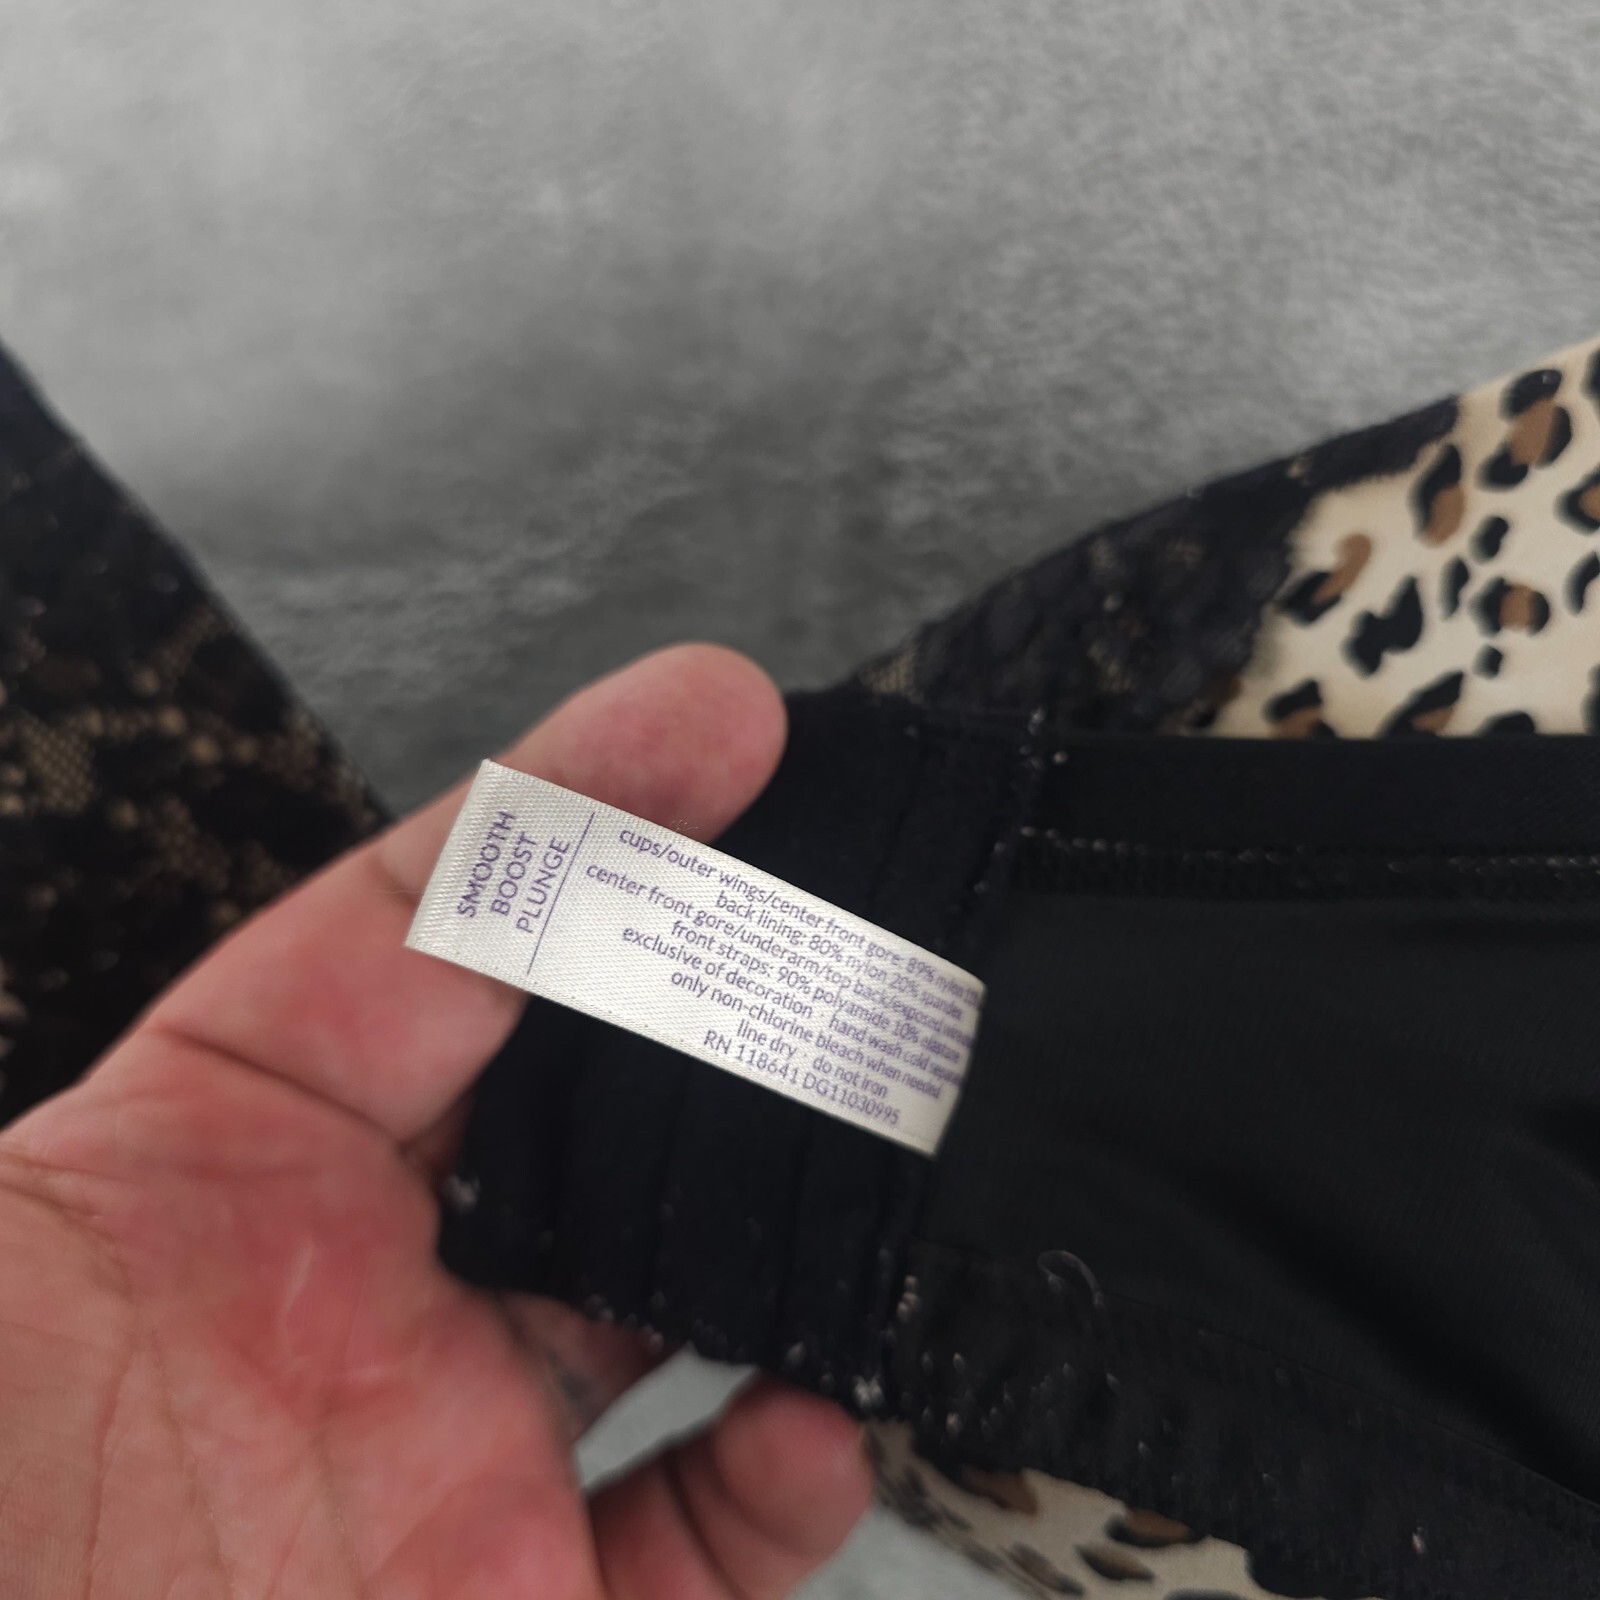 SMOOTH
BOOST
PLUNGE
cups/outer wings/center front gore: 89% nylon
back lining: 80% nylon 20% spandex
center front gore/underarm/top back/exposed
front straps: 90% polyamide 10% elastane
exclusive of decoration hand wash cold
only non-chlorine bleach when needed
line dry do not iron
RN 118641 DG11030995